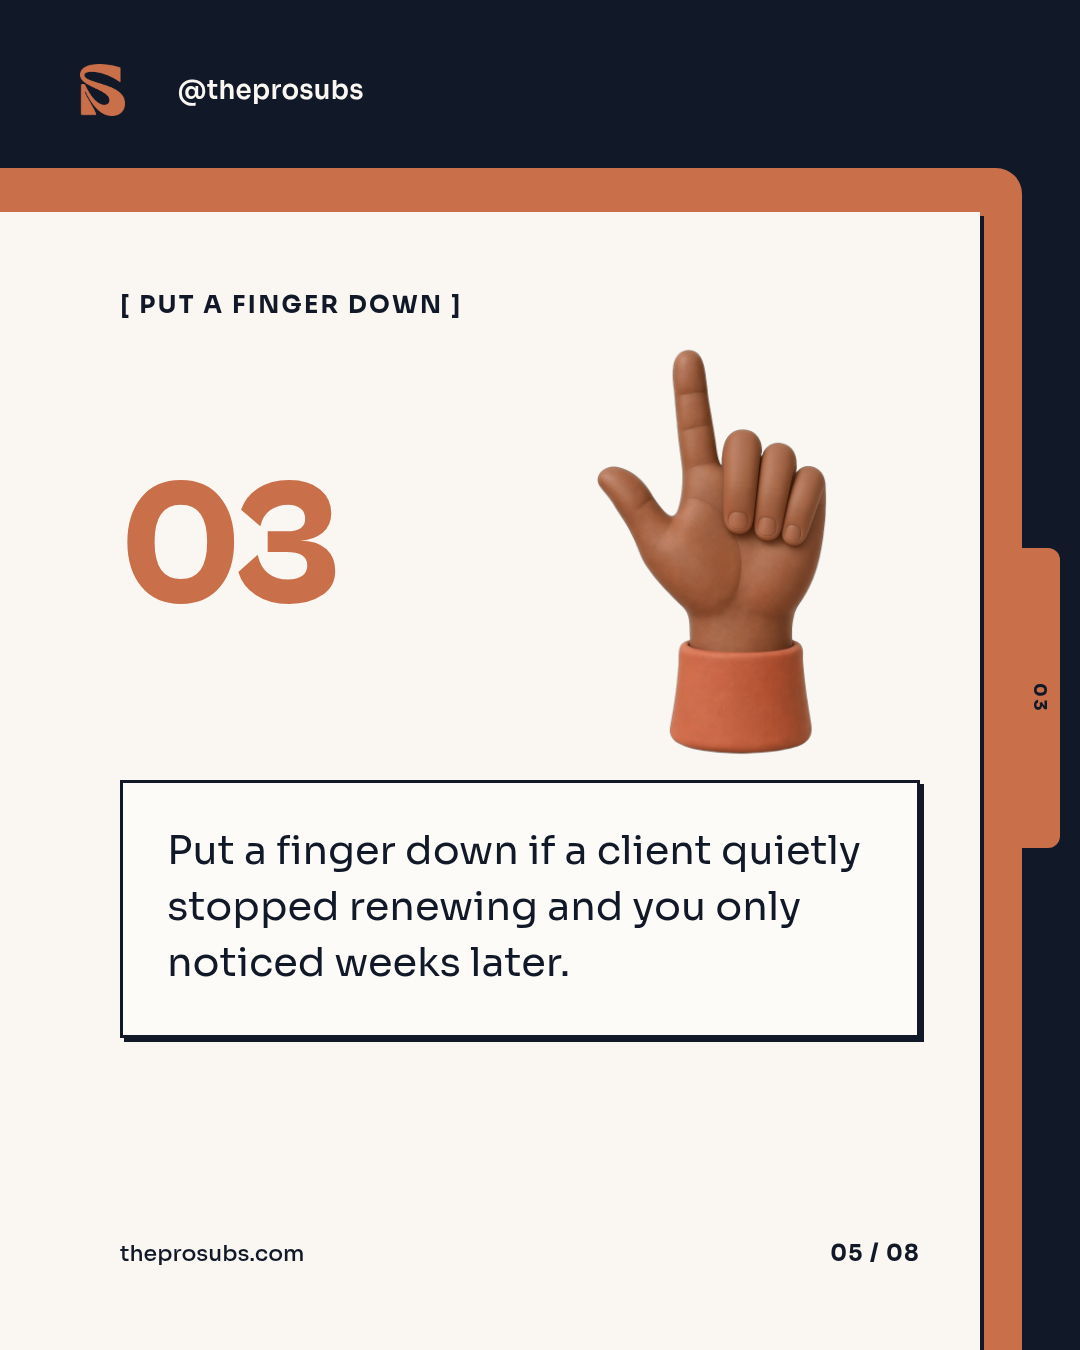 @theprosubs
[ PUT A FINGER DOWN ]
03
03
Put a finger down if a client quietly
stopped renewing and you only
noticed weeks later.
theprosubs.com
05 / 08